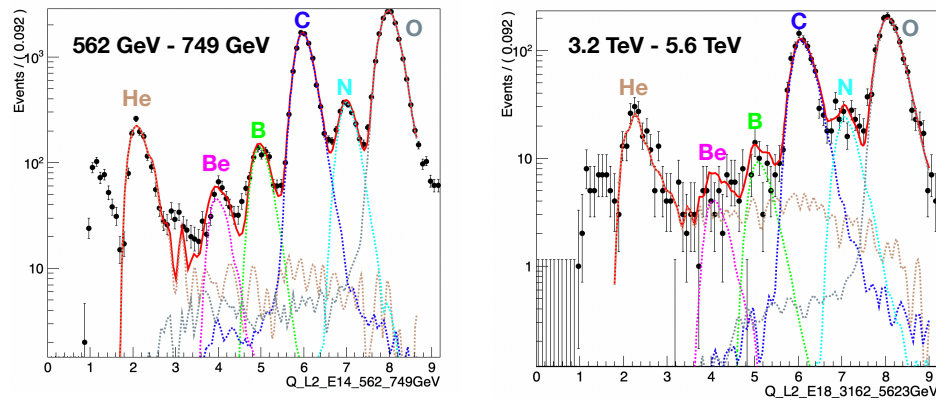 562 GeV - 749 GeV
He
Be
B
C
N
O
Events / ( 0.092 )
10³
10²
10
0 1 2 3 4 5 6 7 8 9
Q_L2_E14_562_749GeV
3.2 TeV - 5.6 TeV
He
Be
B
C
N
O
Events / ( 0.092 )
10²
10
1
0 1 2 3 4 5 6 7 8 9
Q_L2_E18_3162_5623GeV